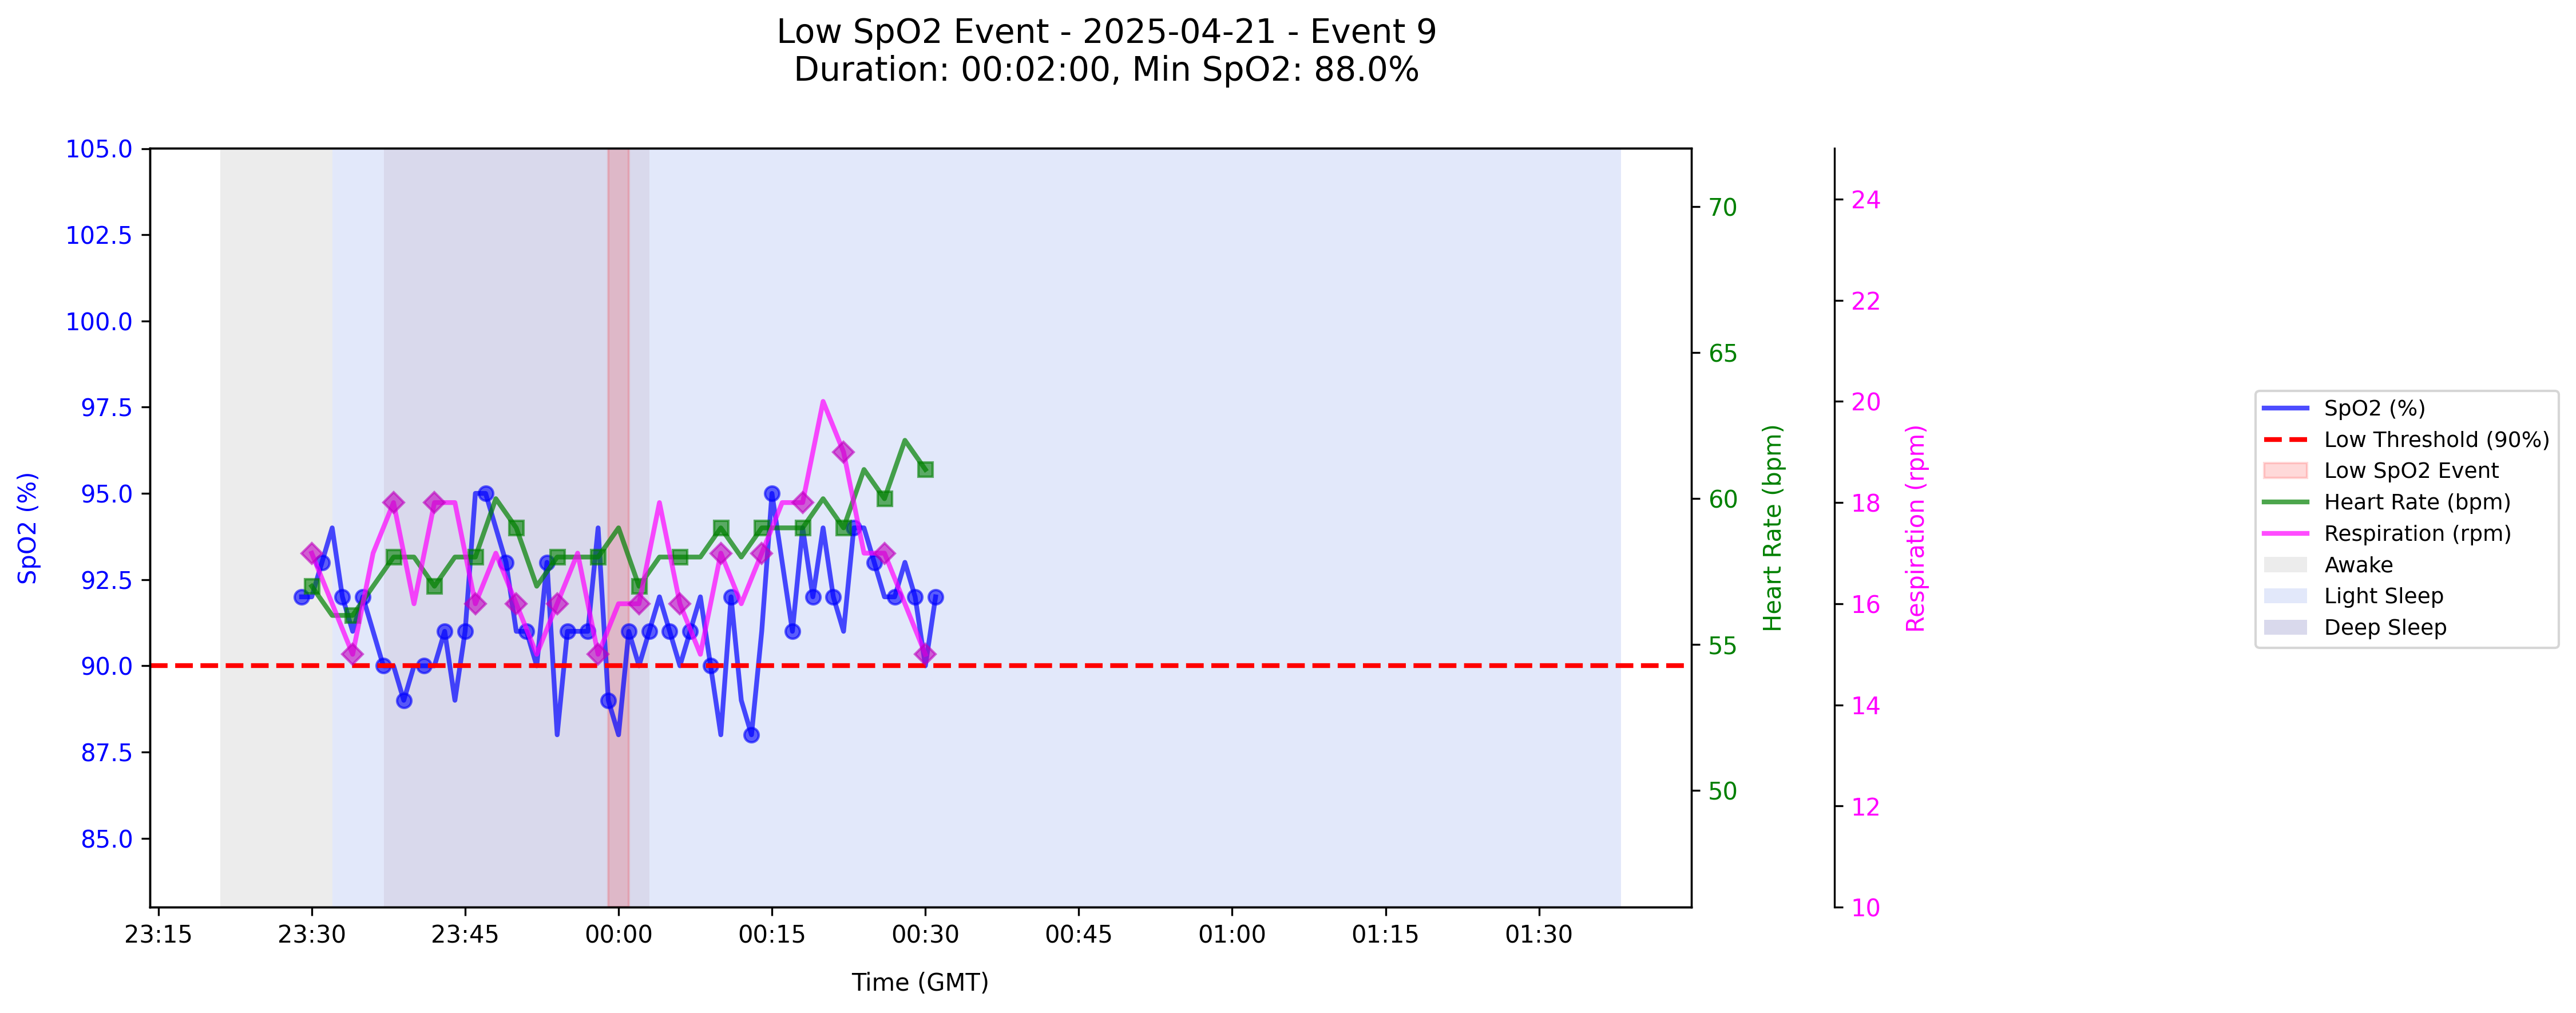 Low SpO2 Event - 2025-04-21 - Event 9
Duration: 00:02:00, Min SpO2: 88.0%
105.0
102.5
100.0
97.5
95.0
92.5
90.0
87.5
85.0
SpO2 (%)
23:15
23:30
23:45
00:00
00:15
00:30
00:45
01:00
01:15
01:30
Time (GMT)
70
65
60
55
50
Heart Rate (bpm)
24
22
20
18
16
14
12
10
Respiration (rpm)
SpO2 (%)
Low Threshold (90%)
Low SpO2 Event
Heart Rate (bpm)
Respiration (rpm)
Awake
Light Sleep
Deep Sleep